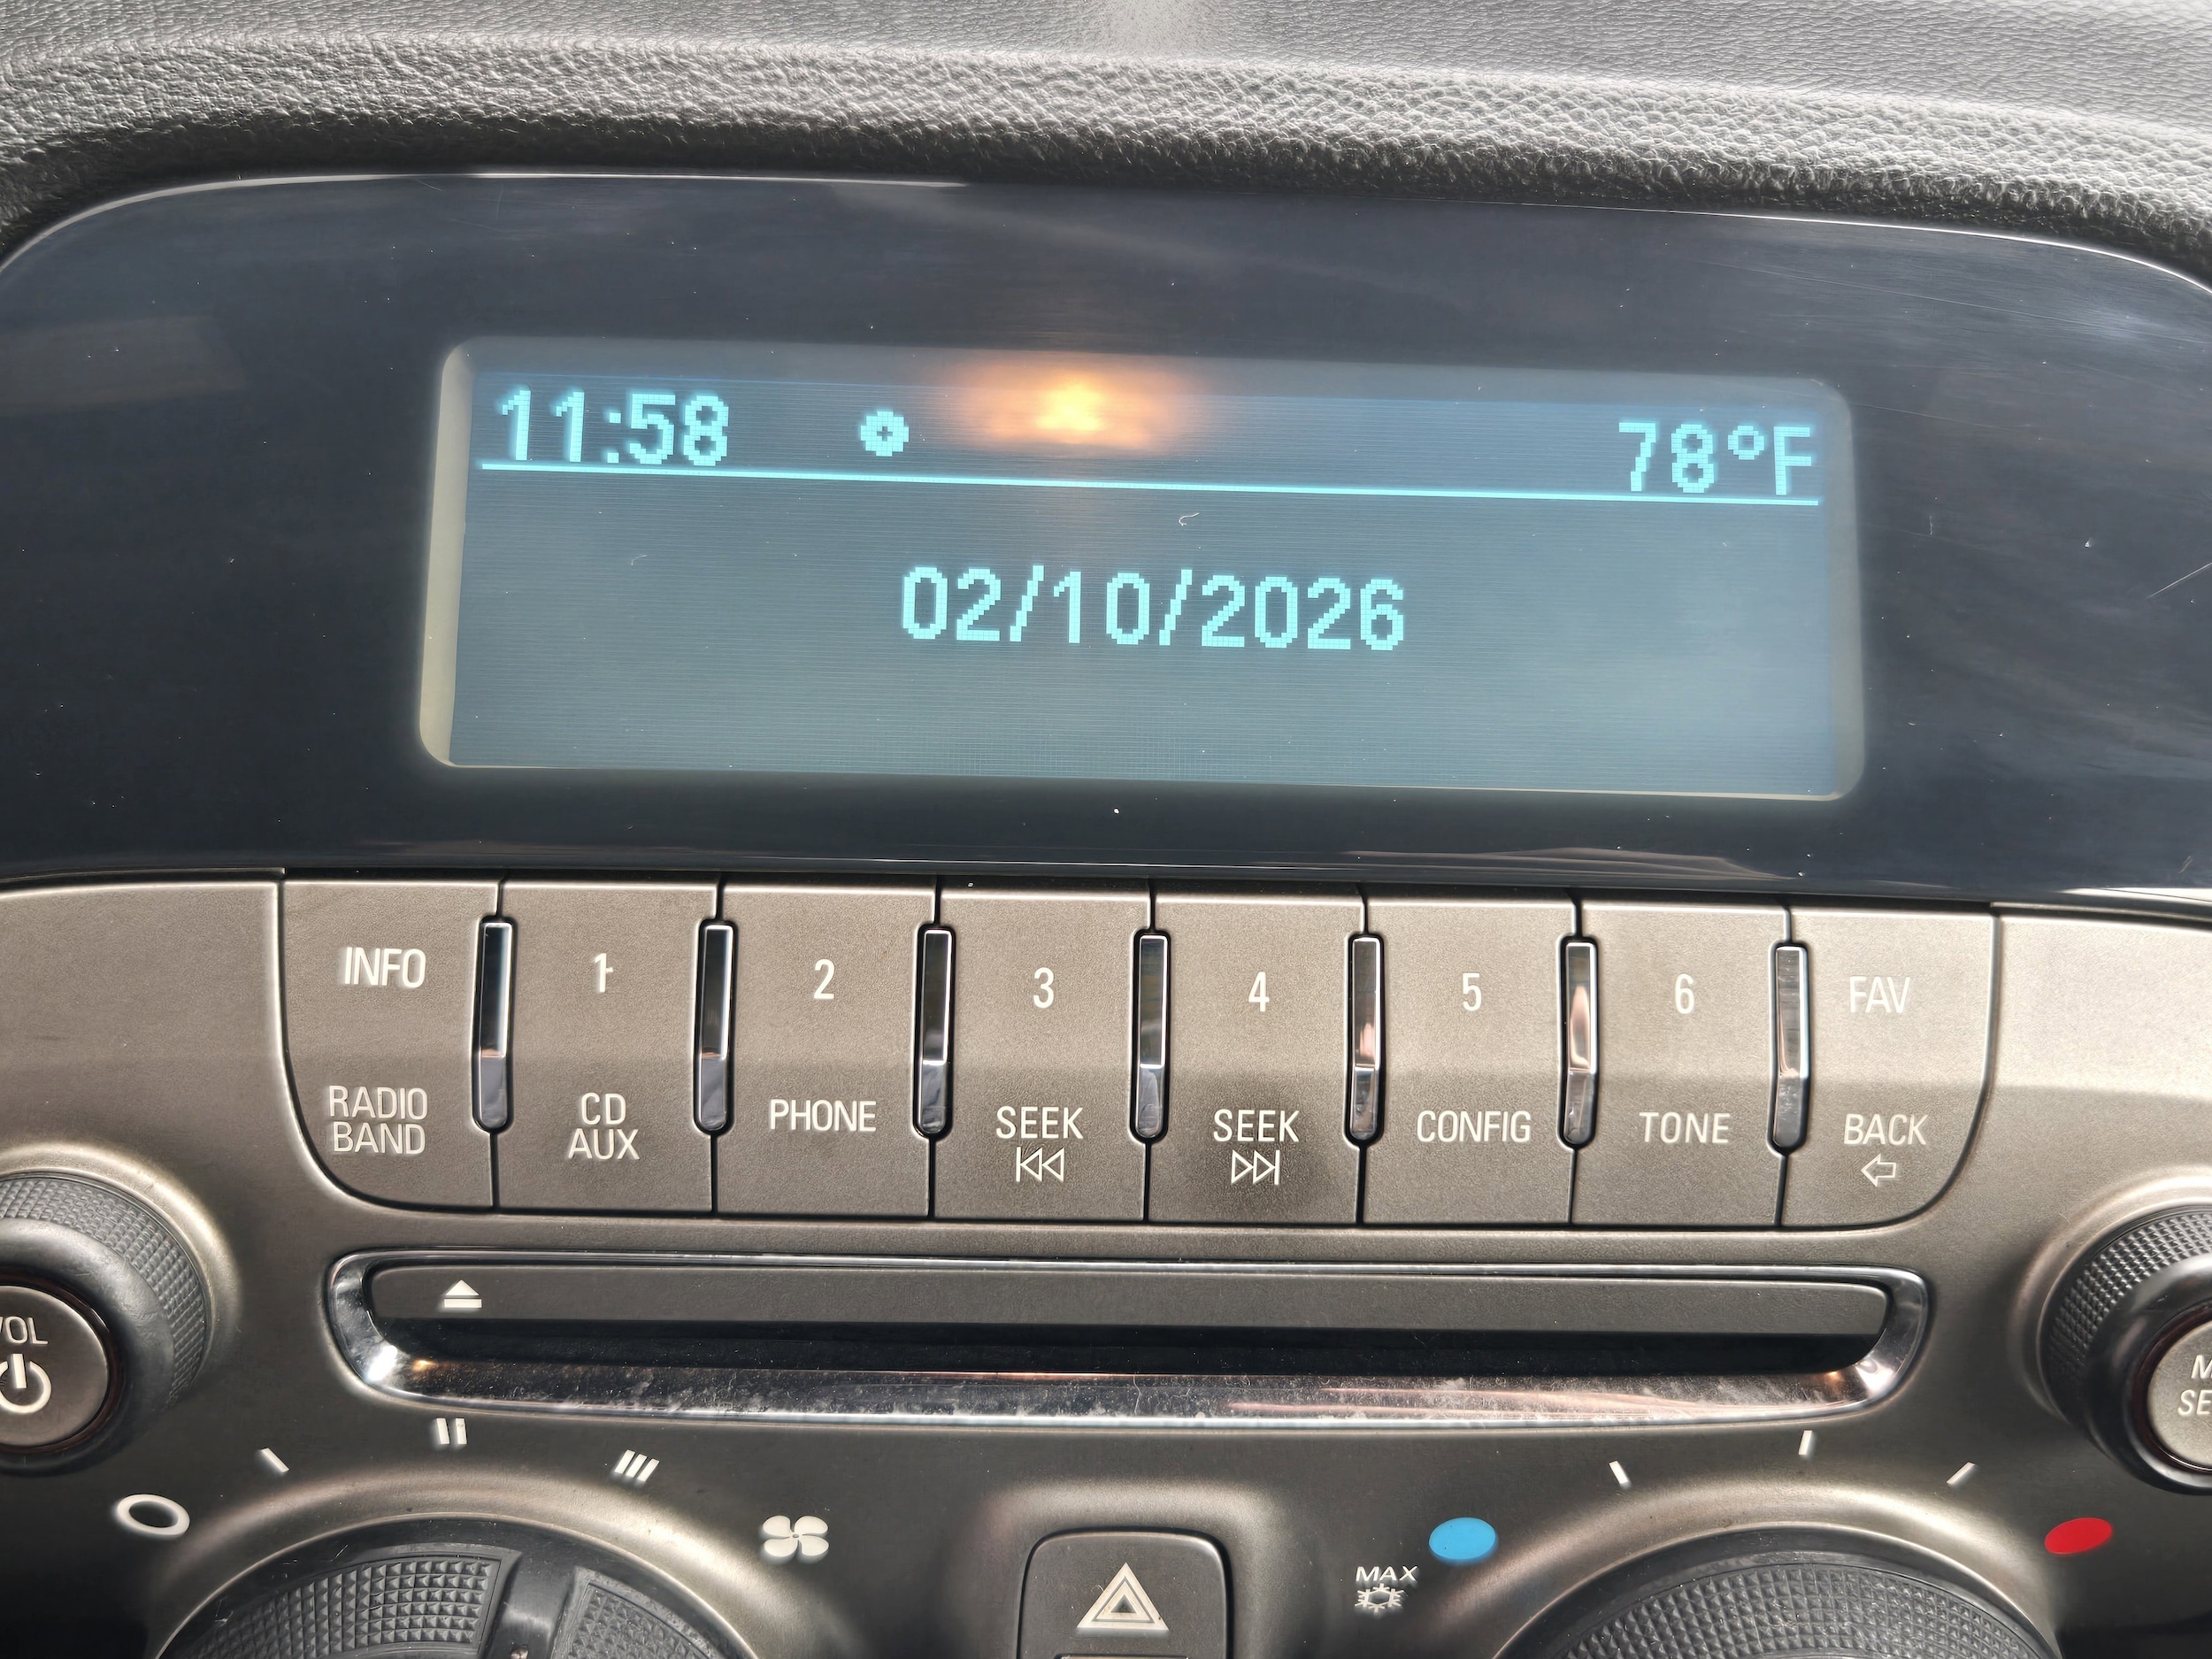 11:58 78°F
02/10/2026
INFO 1 2 3 4 5 6 FAV
RADIO BAND CD AUX PHONE SEEK SEEK CONFIG TONE BACK
VOL
MAX